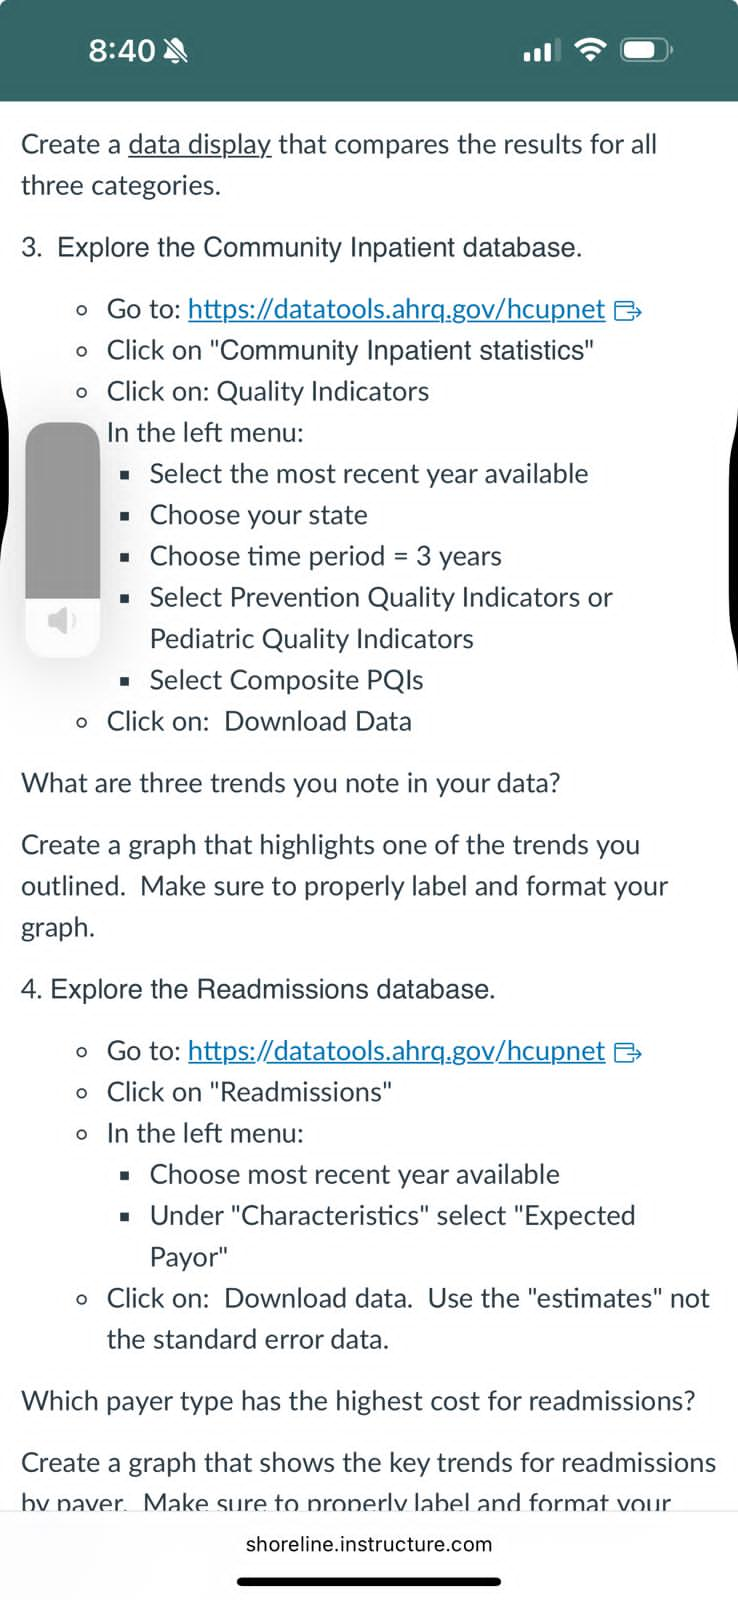 8:40
Create a data display that compares the results for all
three categories.
3. Explore the Community Inpatient database.
Go to: https://datatools.ahrq.gov/hcupnet
Click on "Community Inpatient statistics"
Click on: Quality Indicators
In the left menu:
Select the most recent year available
Choose your state
Choose time period = 3 years
Select Prevention Quality Indicators or
Pediatric Quality Indicators
Select Composite PQIs
Click on: Download Data
What are three trends you note in your data?
Create a graph that highlights one of the trends you
outlined. Make sure to properly label and format your
graph.
4. Explore the Readmissions database.
Go to: https://datatools.ahrq.gov/hcupnet
Click on "Readmissions"
In the left menu:
Choose most recent year available
Under "Characteristics" select "Expected
Payor"
Click on: Download data. Use the "estimates" not
the standard error data.
Which payer type has the highest cost for readmissions?
Create a graph that shows the key trends for readmissions
by payer. Make sure to properly label and format your
shoreline.instructure.com